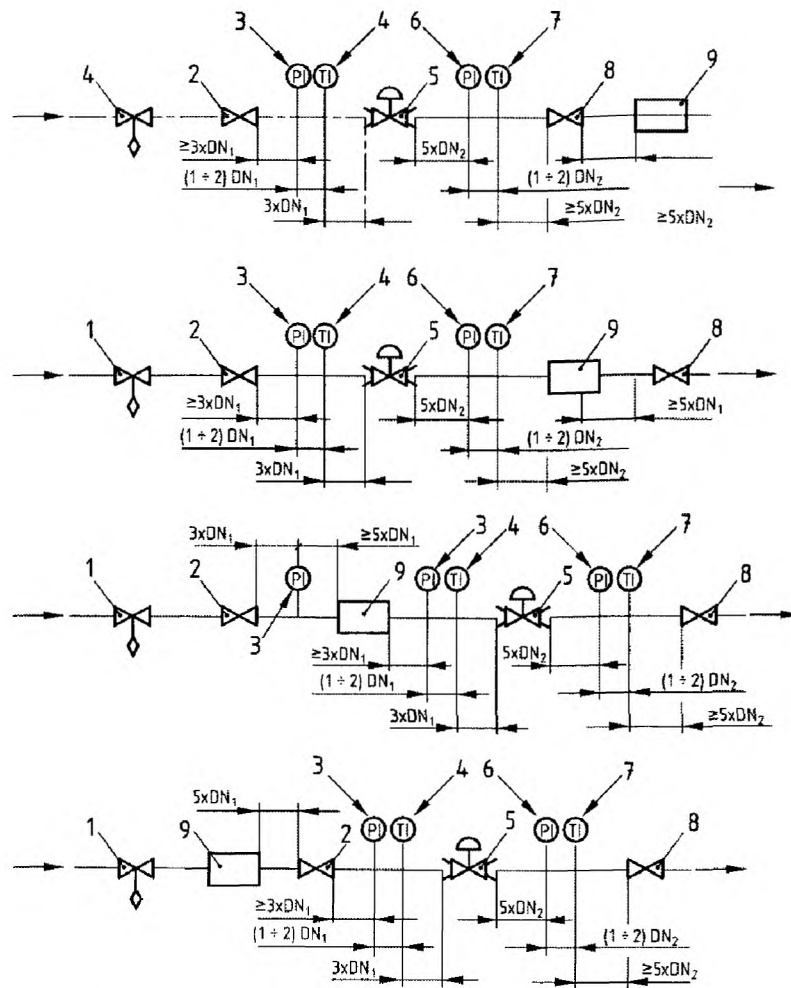 3 4 6 7
4 2 5 8 9
PI TI PI TI
≥3xDN₁ 5xDN₂
(1 ÷ 2) DN₁ (1 ÷ 2) DN₂
3xDN₁ ≥5xDN₂ ≥5xDN₂
3 4 6 7
1 2 5 9 8
PI TI PI TI
≥3xDN₁ 5xDN₂ ≥5xDN₁
(1 ÷ 2) DN₁ (1 ÷ 2) DN₂
3xDN₁ ≥5xDN₂
3xDN₁ ≥5xDN₁ 3 4 6 7
1 2 PI 9 PI TI 5 PI TI 8
3
≥3xDN₁ 5xDN₂
(1 ÷ 2) DN₁ (1 ÷ 2) DN₂
3xDN₁ ≥5xDN₂
3 4 6 7
5xDN₁
1 9 2 PI TI 5 PI TI 8
≥3xDN₁ 5xDN₂
(1 ÷ 2) DN₁ (1 ÷ 2) DN₂
3xDN₁ ≥5xDN₂